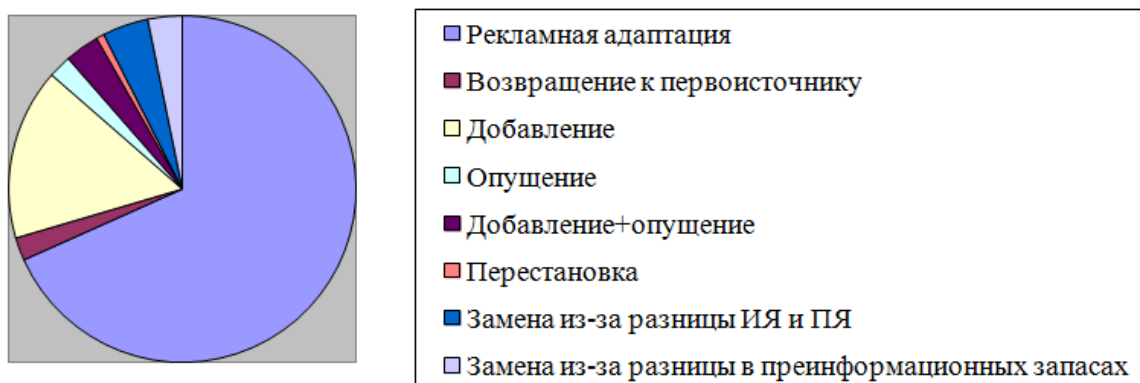 Рекламная адаптация
Возвращение к первоисточнику
Добавление
Опущение
Добавление+опущение
Перестановка
Замена из-за разницы ИЯ и ПЯ
Замена из-за разницы в преинформационных запасах